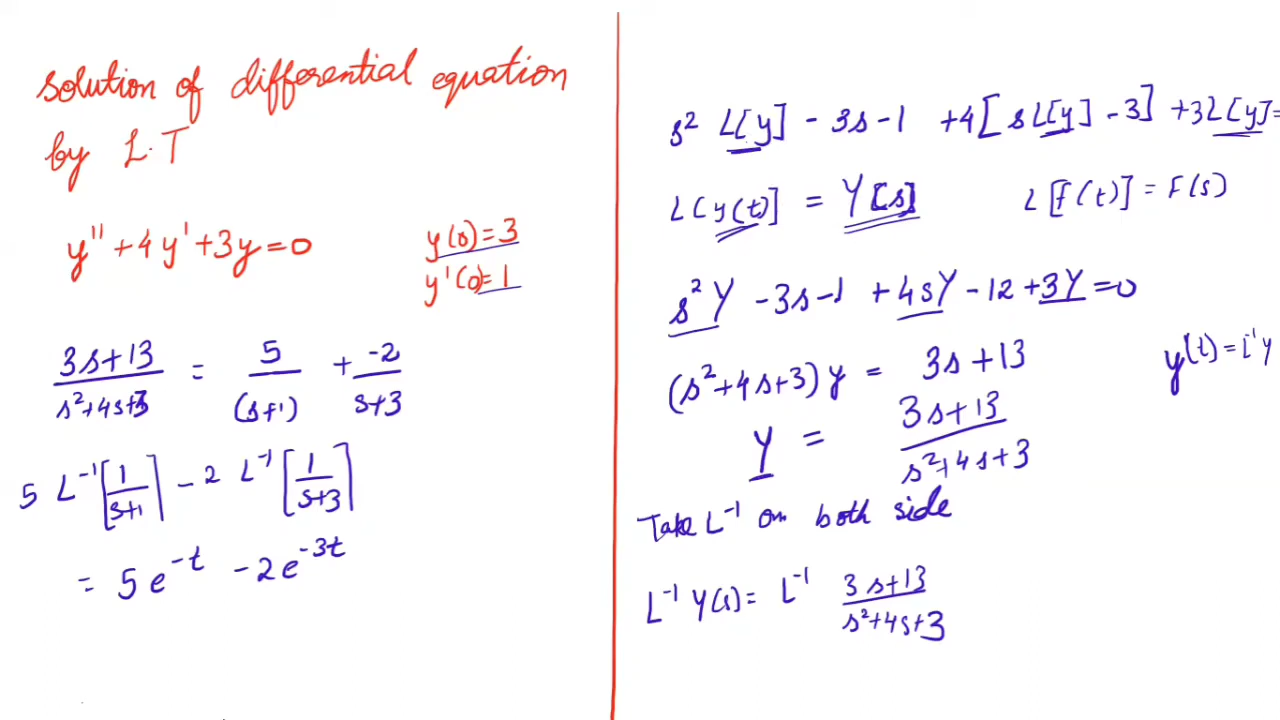 solution of differential equation
by L.T
y'' + 4y' + 3y = 0
y(0) = 3
y'(0) = 1
3s+13/s²+4s+3 = 5/(s+1) + -2/s+3
5 L⁻¹[1/s+1] - 2 L⁻¹[1/s+3]
= 5e^-t - 2e^-3t
s² L[y] - 3s - 1 + 4[sL[y] - 3] + 3L[y] =
L[y(t)] = Y[s] L[f(t)] = F(s)
s²Y - 3s - 1 + 4sY - 12 + 3Y = 0
(s²+4s+3)y = 3s+13
y(t) = L⁻¹y
Y = 3s+13/s²+4s+3
Take L⁻¹ on both side
L⁻¹ Y(s) = L⁻¹ 3s+13/s²+4s+3